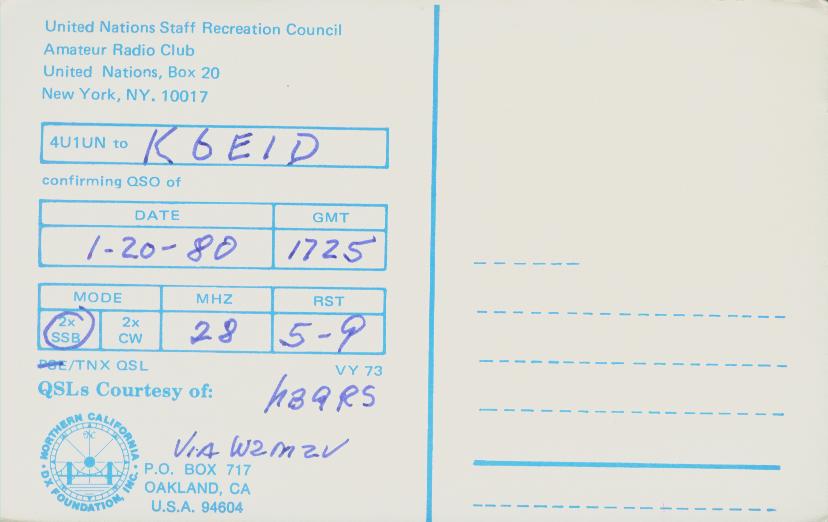 United Nations Staff Recreation Council
Amateur Radio Club
United Nations, Box 20
New York, NY. 10017
4U1UN to K6EID
confirming QSO of
DATE GMT
1-20-80 1725
MODE MHZ RST
2x SSB 2x CW 28 5-9
PSE/TNX QSL VY 73
QSLs Courtesy of: HB9RS
VIA W2MZV
NORTHERN CALIFORNIA DX FOUNDATION, INC.
P.O. BOX 717
OAKLAND, CA
U.S.A. 94604